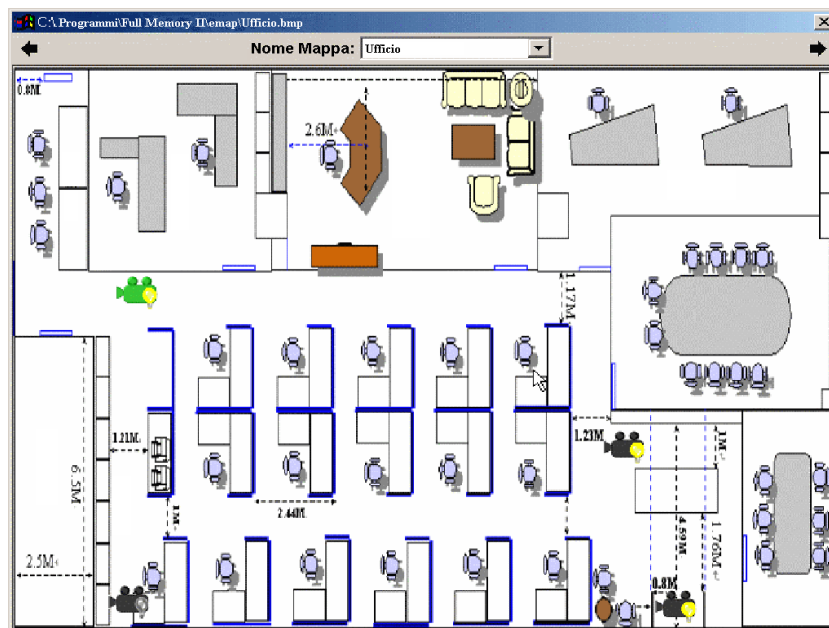 C:\Programmi\Full Memory II\emap\Ufficio.bmp
Nome Mappa: Ufficio
0.8M
2.6M
1.17M
1.21M
1.23M
1M
6.5M
2.44M
1M
4.59M
1.76M
2.5M
0.8M